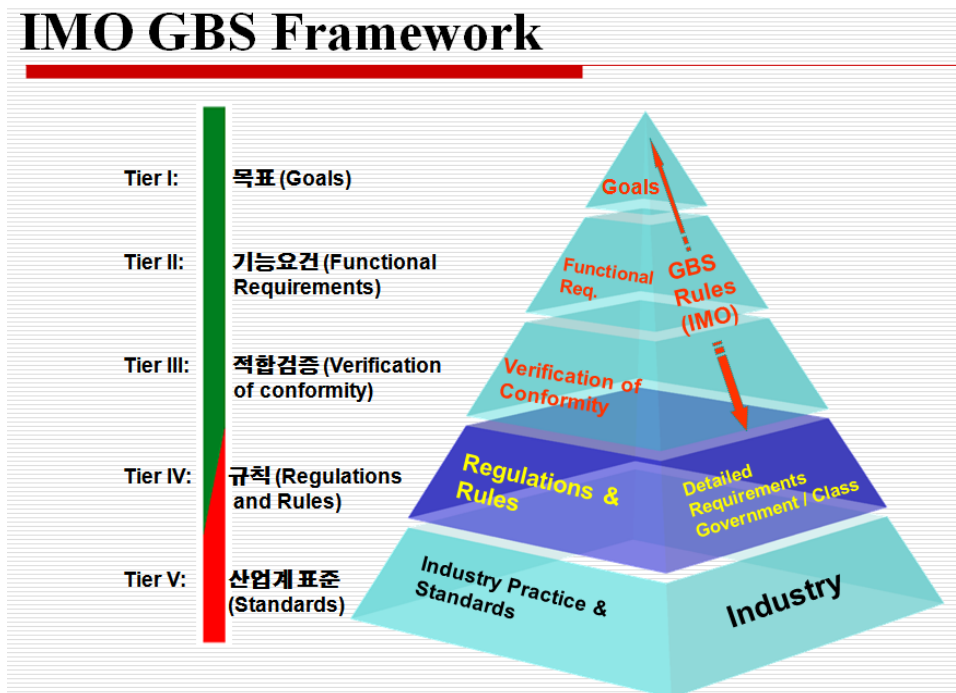 IMO GBS Framework
Tier I:
목표 (Goals)
Tier II:
기능요건 (Functional
Requirements)
Tier III:
적합검증 (Verification
of conformity)
Tier IV:
규칙 (Regulations
and Rules)
Tier V:
산업계 표준
(Standards)
Goals
Functional
Req.
GBS
Rules
(IMO)
Verification of
Conformity
Regulations &
Rules
Detailed
Requirements
Government / Class
Industry Practice &
Standards
Industry